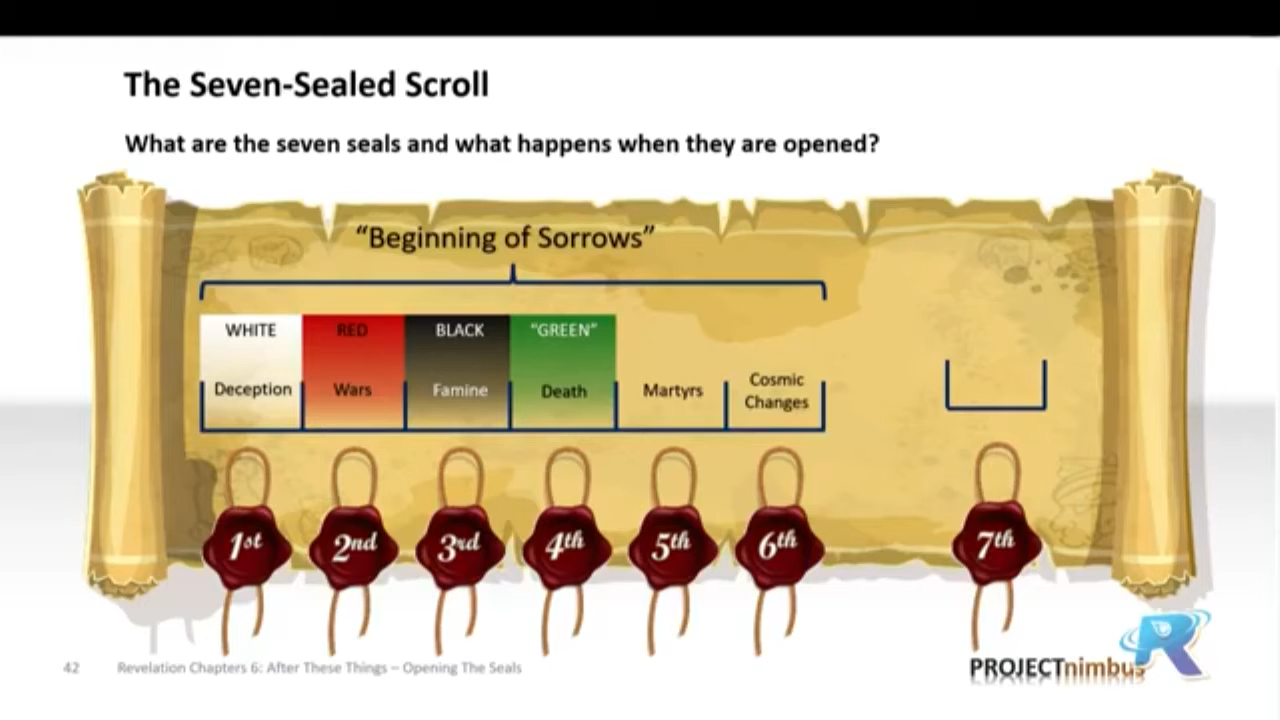 The Seven-Sealed Scroll
What are the seven seals and what happens when they are opened?
“Beginning of Sorrows”
WHITE
RED
BLACK
“GREEN”
Deception
Wars
Famine
Death
Martyrs
Cosmic
Changes
1st
2nd
3rd
4th
5th
6th
7th
42
Revelation Chapters 6: After These Things – Opening The Seals
PROJECTnimbus
R